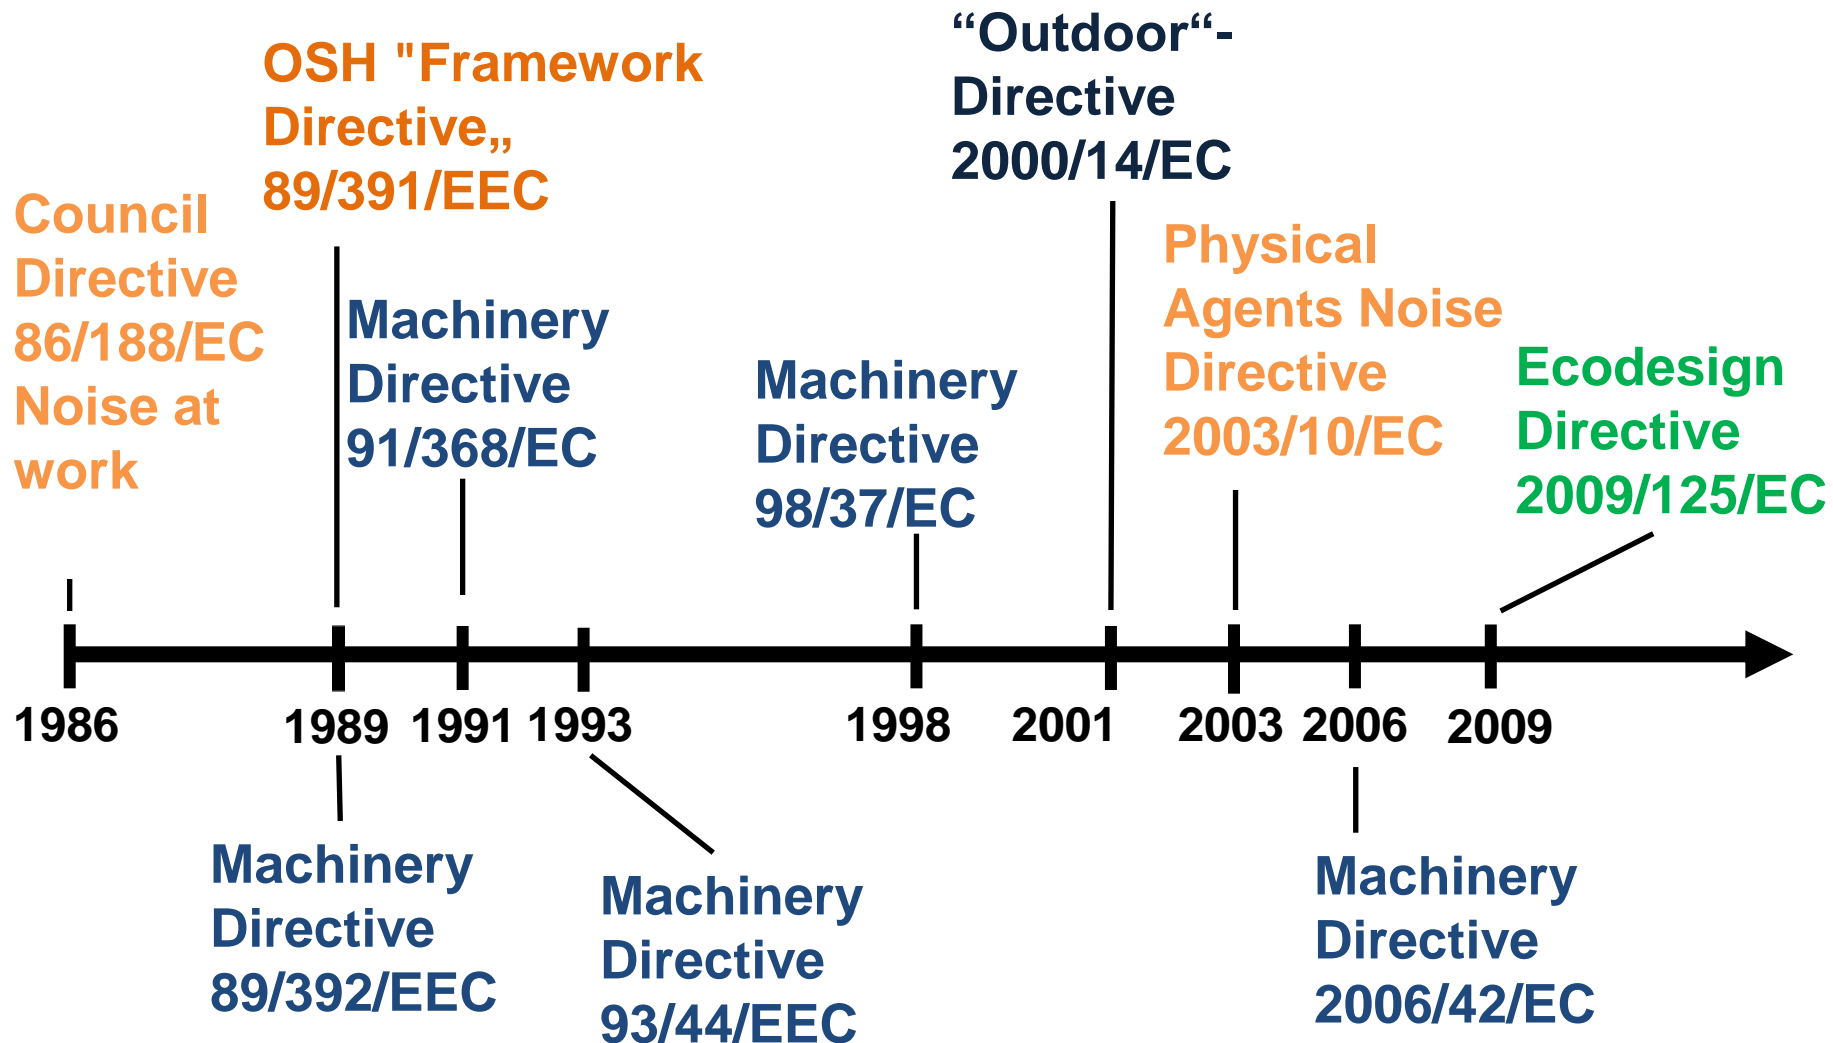 “Outdoor“-
Directive
2000/14/EC
OSH "Framework
Directive„
89/391/EEC
Council
Directive
86/188/EC
Noise at
work
Machinery
Directive
91/368/EC
Machinery
Directive
98/37/EC
Physical
Agents Noise
Directive
2003/10/EC
Ecodesign
Directive
2009/125/EC
1986
1989
1991
1993
1998
2001
2003
2006
2009
Machinery
Directive
89/392/EEC
Machinery
Directive
93/44/EEC
Machinery
Directive
2006/42/EC